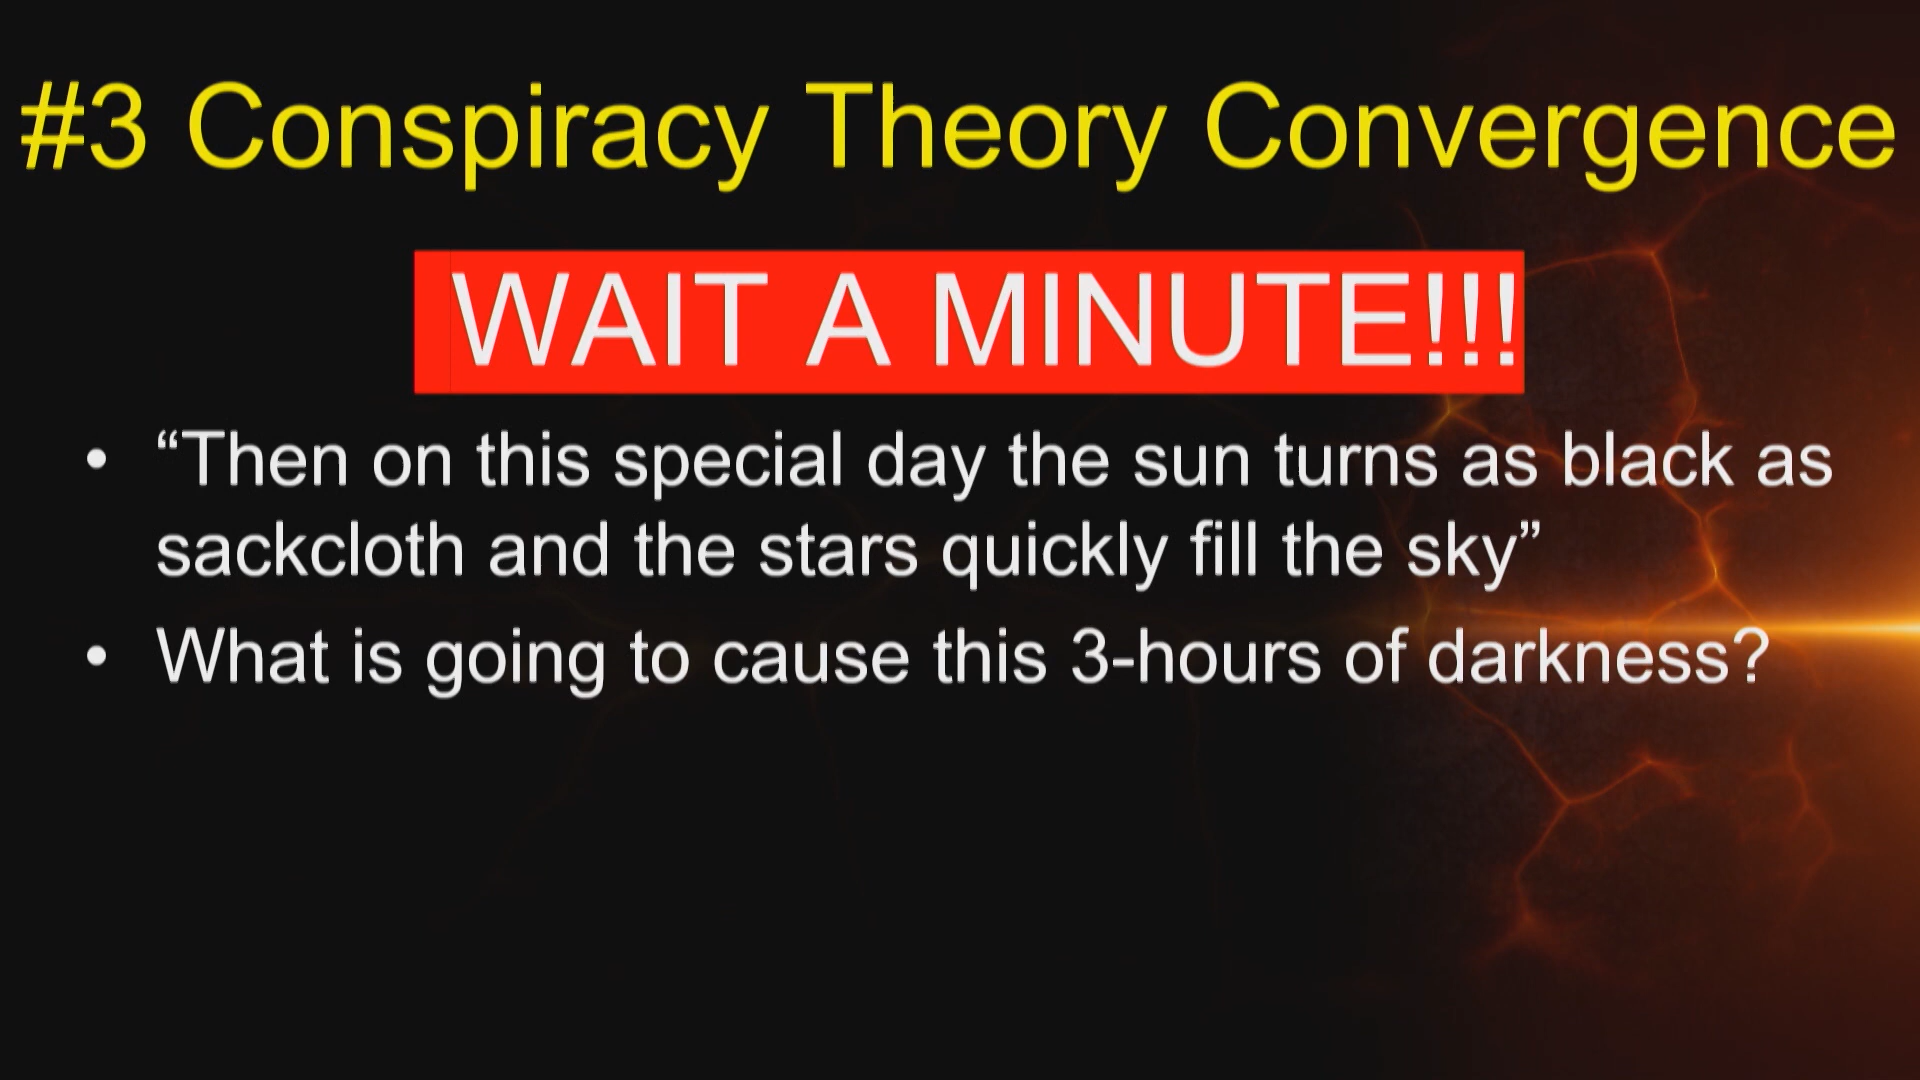 #3 Conspiracy Theory Convergence
WAIT A MINUTE!!!
• “Then on this special day the sun turns as black as
sackcloth and the stars quickly fill the sky”
• What is going to cause this 3-hours of darkness?